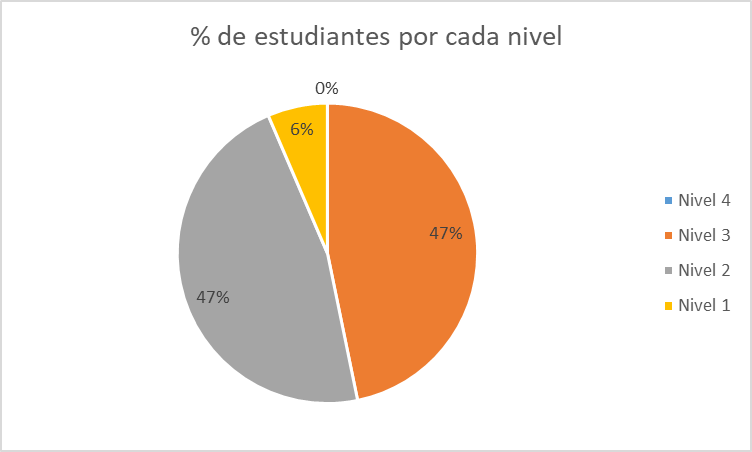 % de estudiantes por cada nivel
0%
6%
47%
47%
Nivel 4
Nivel 3
Nivel 2
Nivel 1